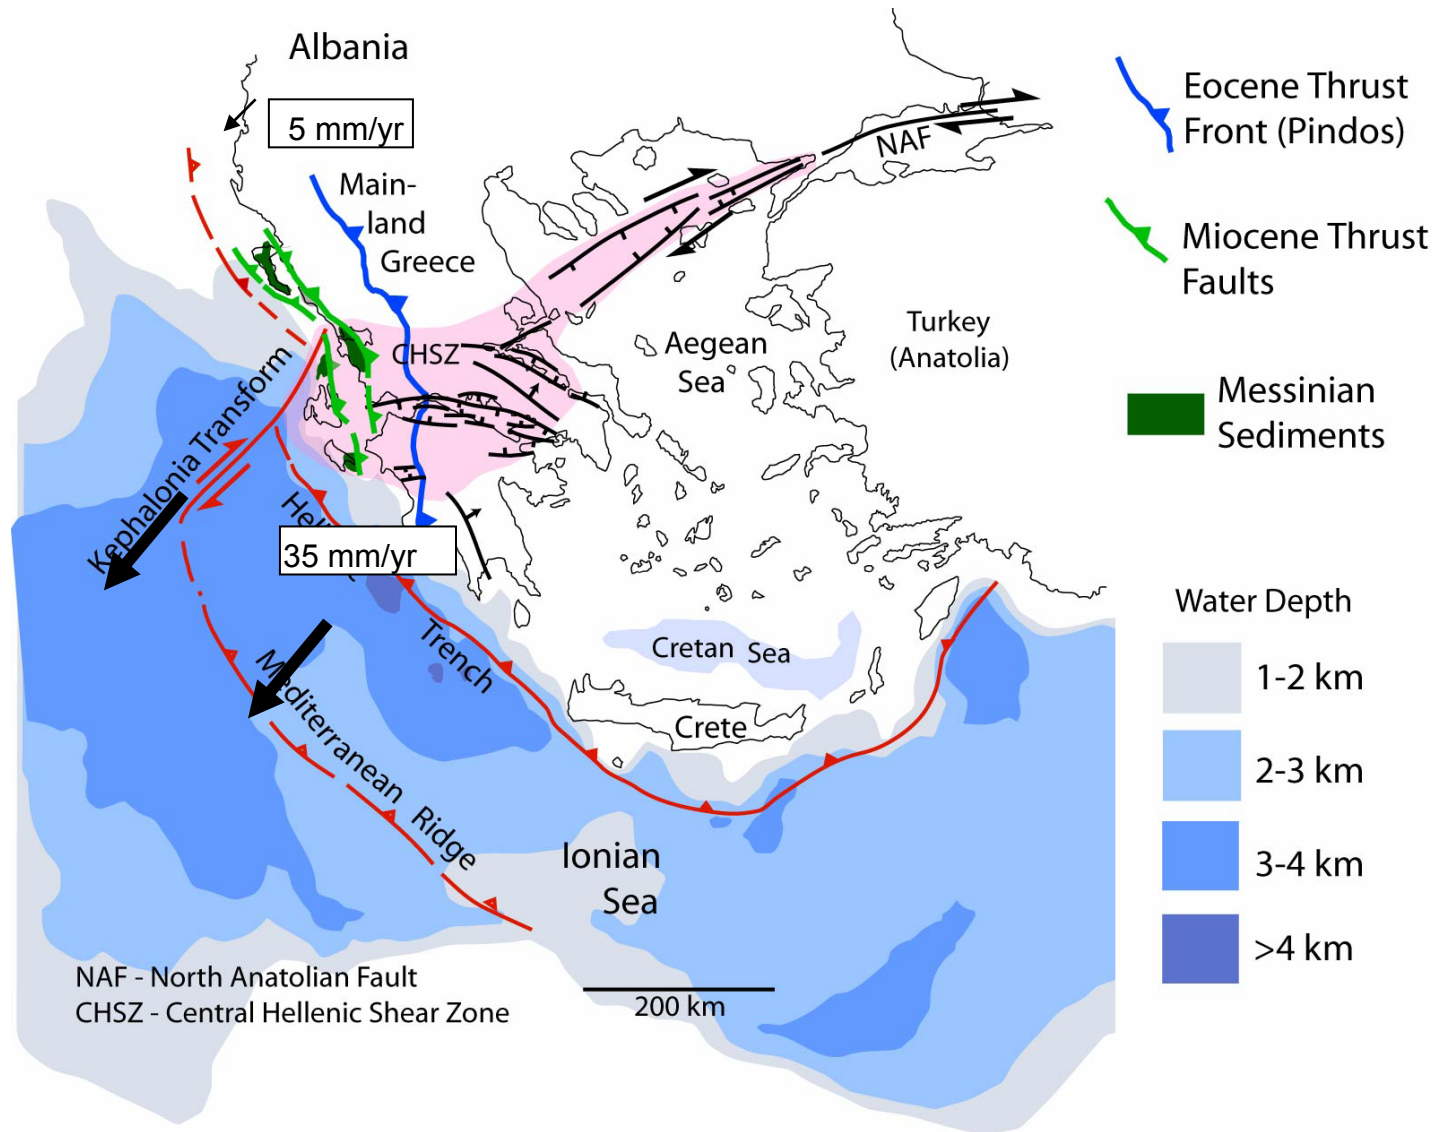 Albania
5 mm/yr
Main-
land
Greece
NAF
CHSZ
Aegean
Sea
Turkey
(Anatolia)
Kephalonia Transform
35 mm/yr
Trench
Mediterranean Ridge
Cretan Sea
Crete
Ionian
Sea
200 km
NAF - North Anatolian Fault
CHSZ - Central Hellenic Shear Zone
Eocene Thrust
Front (Pindos)
Miocene Thrust
Faults
Messinian
Sediments
Water Depth
1-2 km
2-3 km
3-4 km
>4 km